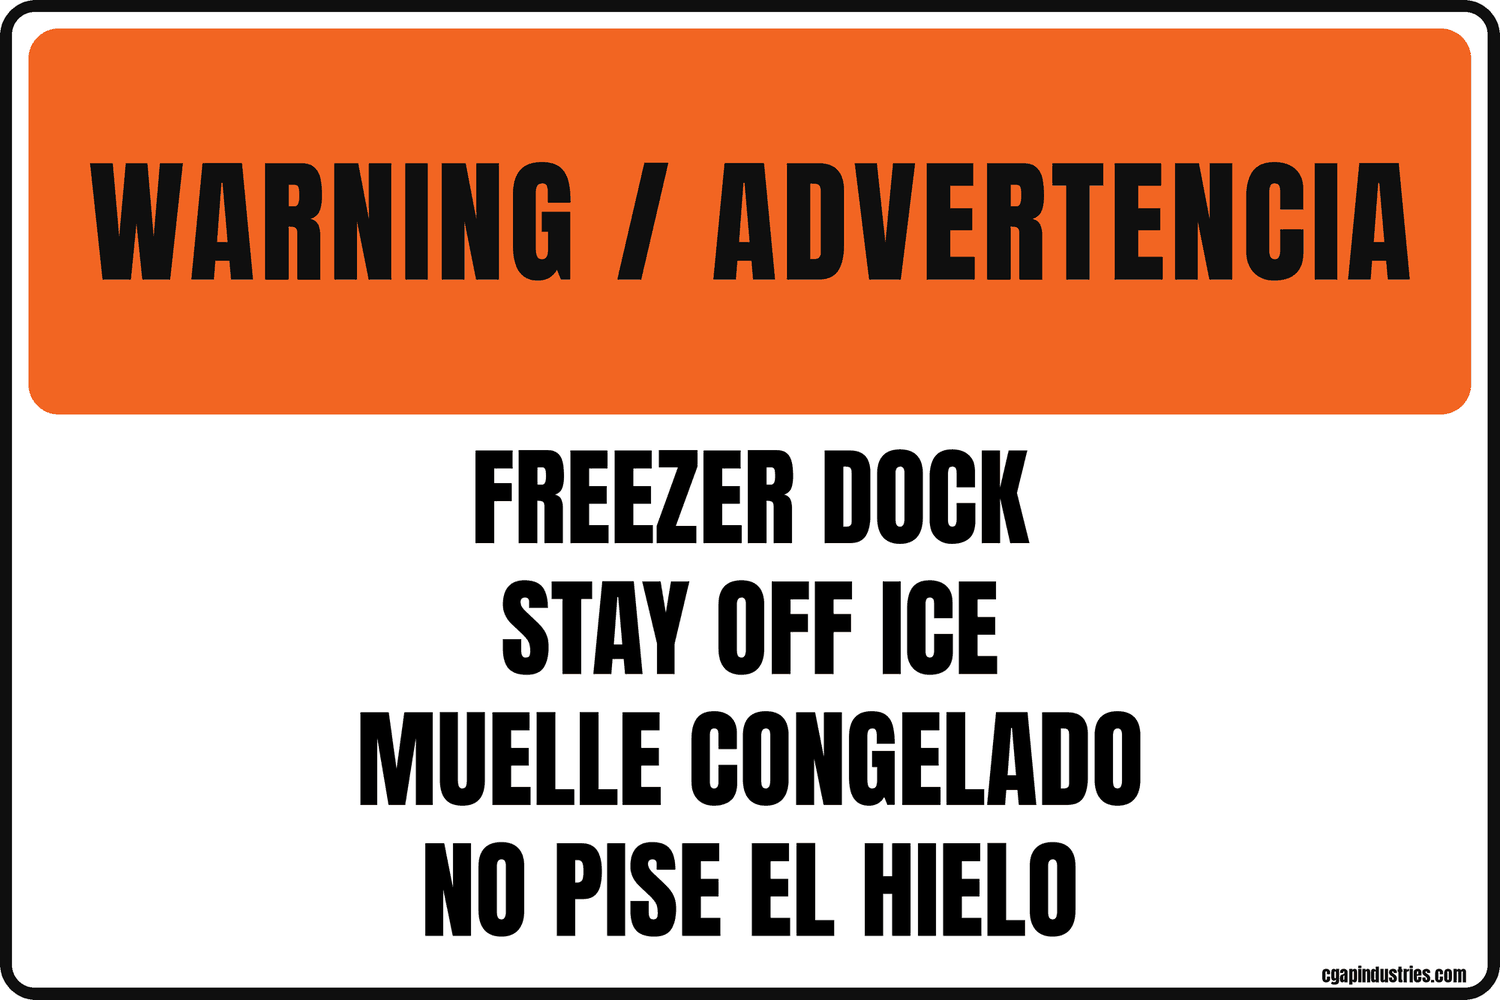 WARNING / ADVERTENCIA
FREEZER DOCK
STAY OFF ICE
MUELLE CONGELADO
NO PISE EL HIELO
cgapindustries.com